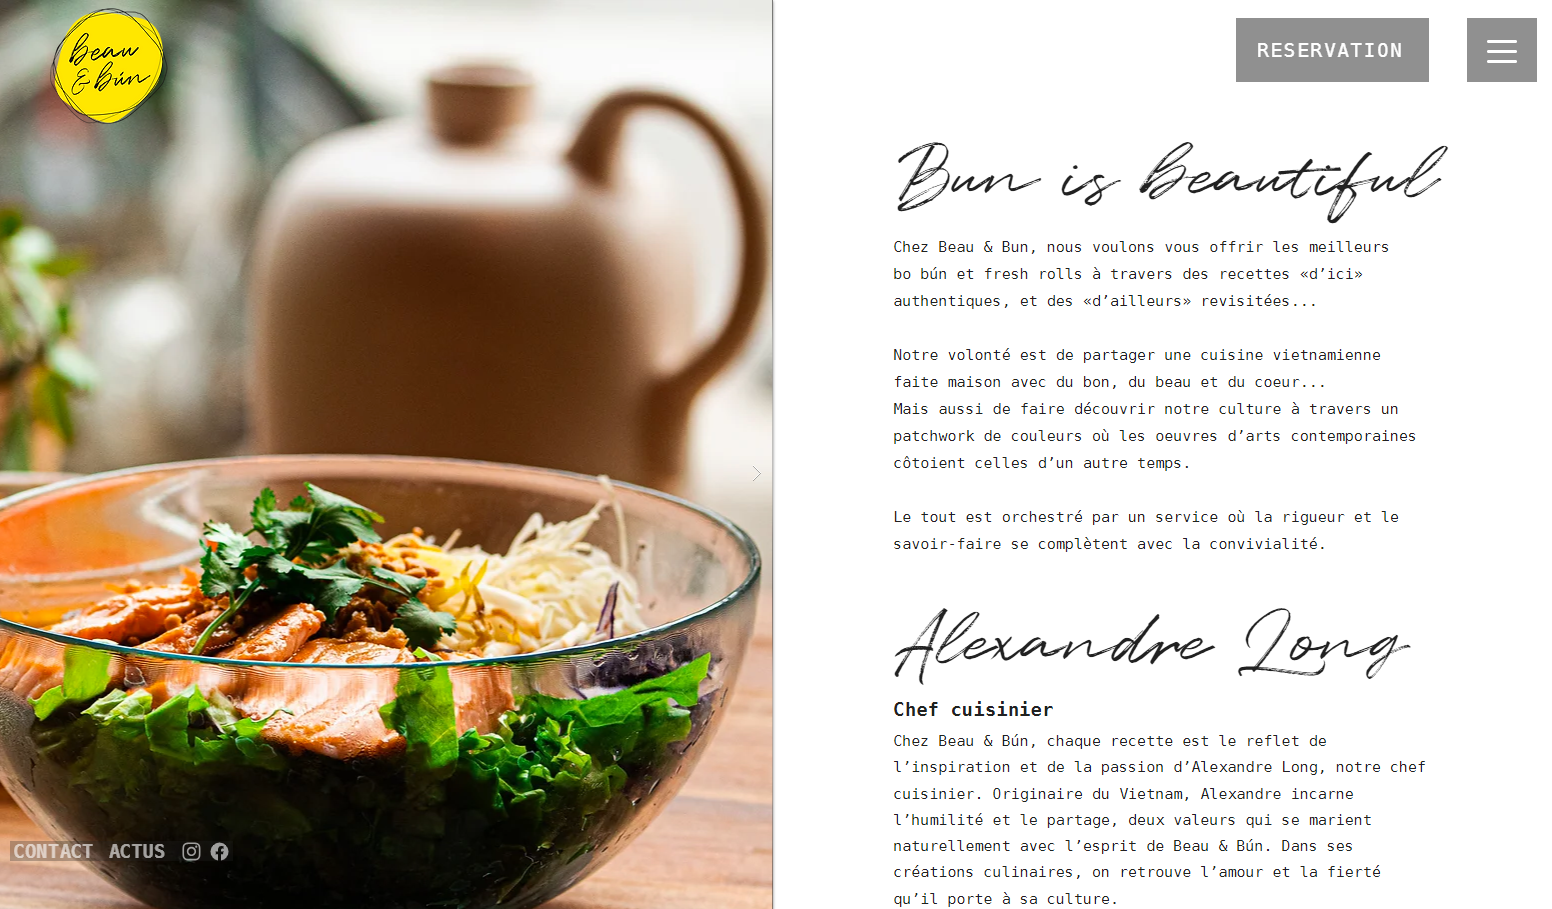 Beau
& Bún
RESERVATION
Bun is beautiful
Chez Beau & Bun, nous voulons vous offrir les meilleurs
bo bún et fresh rolls à travers des recettes «d’ici»
authentiques, et des «d’ailleurs» revisitées...
Notre volonté est de partager une cuisine vietnamienne
faite maison avec du bon, du beau et du coeur...
Mais aussi de faire découvrir notre culture à travers un
patchwork de couleurs où les oeuvres d’arts contemporaines
côtoient celles d’un autre temps.
Le tout est orchestré par un service où la rigueur et le
savoir-faire se complètent avec la convivialité.
Alexandre Long
Chef cuisinier
Chez Beau & Bún, chaque recette est le reflet de
l’inspiration et de la passion d’Alexandre Long, notre chef
cuisinier. Originaire du Vietnam, Alexandre incarne
l’humilité et le partage, deux valeurs qui se marient
naturellement avec l’esprit de Beau & Bún. Dans ses
créations culinaires, on retrouve l’amour et la fierté
qu’il porte à sa culture.
CONTACT ACTUS